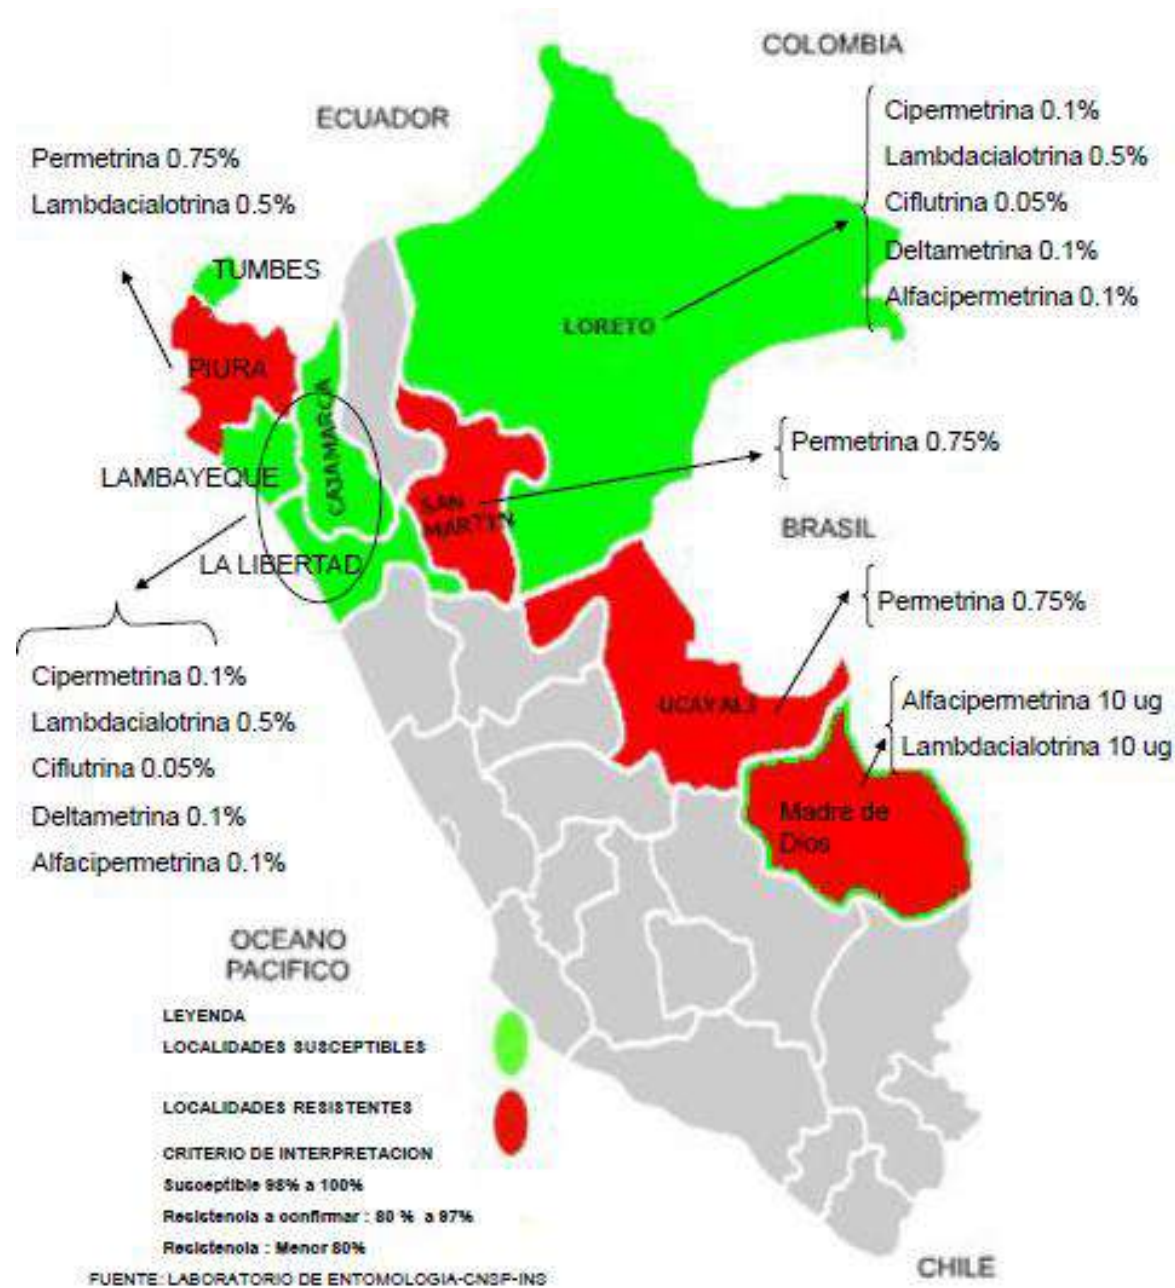 COLOMBIA
ECUADOR
Cipermetrina 0.1%
Lambdacialotrina 0.5%
Ciflutrina 0.05%
Deltametrina 0.1%
Alfacipermetrina 0.1%
Permetrina 0.75%
Lambdacialotrina 0.5%
TUMBES
LORETO
PIURA
CAJAMARCA
Permetrina 0.75%
LAMBAYEQUE
SAN
MARTYN
BRASIL
LA LIBERTAD
Permetrina 0.75%
Cipermetrina 0.1%
Lambdacialotrina 0.5%
Ciflutrina 0.05%
Deltametrina 0.1%
Alfacipermetrina 0.1%
UCAYALI
Alfacipermetrina 10 ug
Lambdacialotrina 10 ug
Madre de
Dios
OCEANO
PACIFICO
LEYENDA
LOCALIDADES SUSCEPTIBLES
LOCALIDADES RESISTENTES
CRITERIO DE INTERPRETACION
Susceptible 98% a 100%
Resistencia a confirmar : 80 % a 97%
Resistencia : Menor 80%
FUENTE: LABORATORIO DE ENTOMOLOGIA-CNSP-INS
CHILE